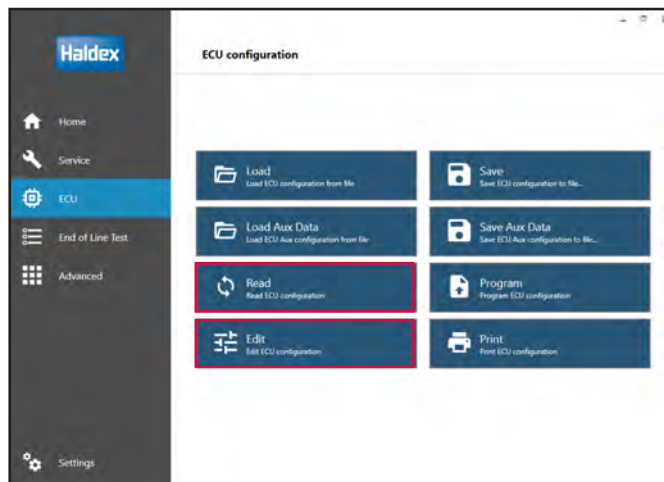 Haldex
ECU configuration
Home
Service
ECU
End of Line Test
Advanced
Settings
Load
Load ECU configuration from file
Save
Save ECU configuration to file...
Load Aux Data
Load ECU Aux configuration from file
Save Aux Data
Save ECU Aux configuration to file...
Read
Read ECU configuration
Program
Program ECU configuration
Edit
Edit ECU configuration
Print
Print ECU configuration